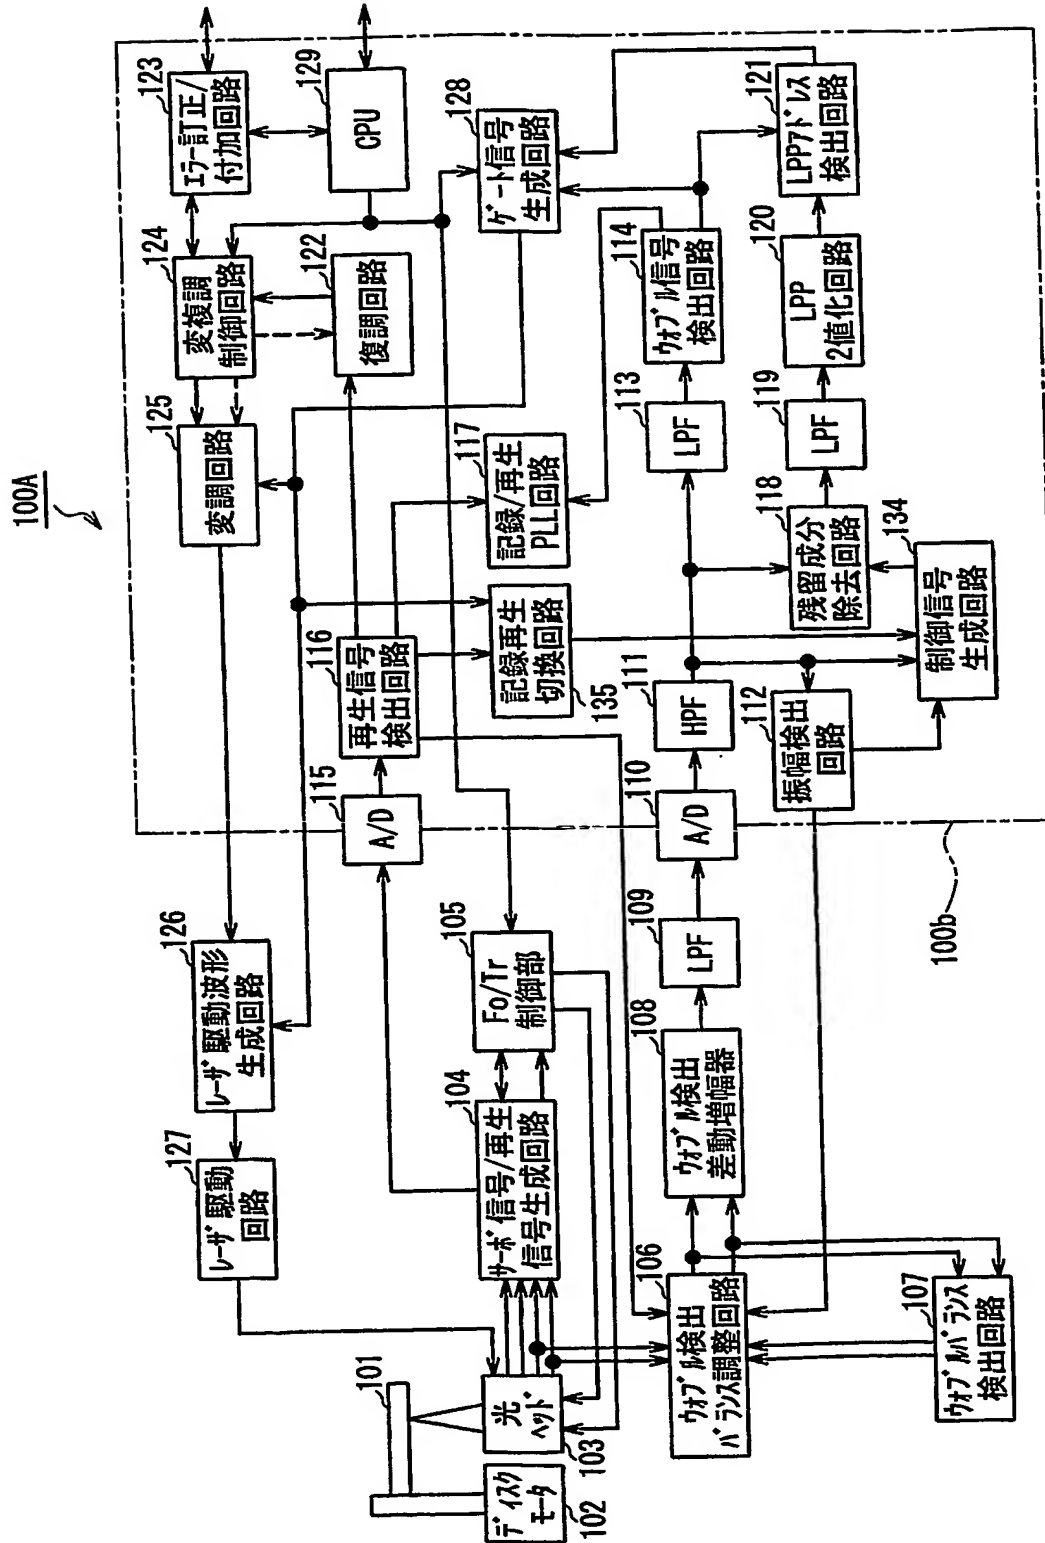 100A
123
エラー訂正/
付加回路
129
CPU
124
変複調
制御回路
122
復調回路
128
ゲート信号
生成回路
121
LPPアドレス
検出回路
125
変調回路
117
記録/再生
PLL回路
114
ウォブル信号
検出回路
120
LPP
2値化回路
113
LPF
119
LPF
116
再生信号
検出回路
記録再生
切換回路
135
118
残留成分
除去回路
134
制御信号
生成回路
115
A/D
111
HPF
112
振幅検出
回路
110
A/D
100b
126
レーザ駆動波形
生成回路
105
Fo/Tr
制御部
109
LPF
127
レーザ駆動
回路
104
サーボ信号/再生
信号生成回路
108
ウォブル検出
差動増幅器
101
光
ヘッド
103
106
ウォブル検出
バランス調整回路
107
ウォブルバランス
検出回路
ディスク
モータ
102